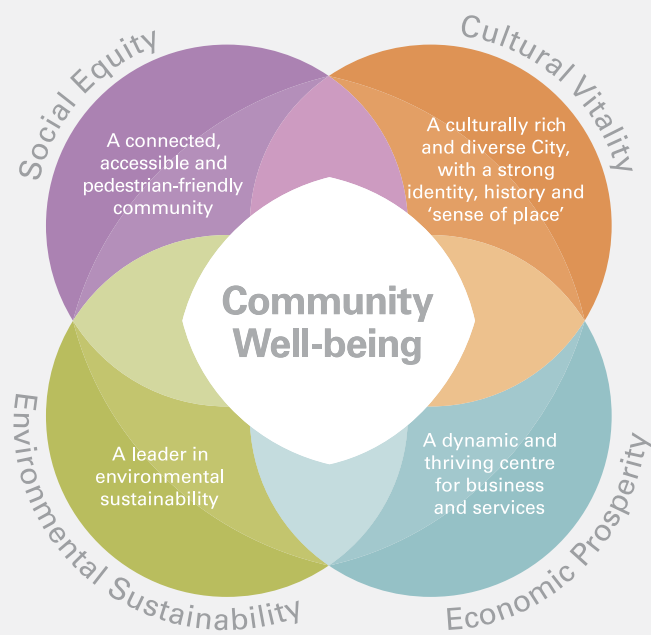 Social Equity
Cultural Vitality
A connected,
accessible and
pedestrian-friendly
community
A culturally rich
and diverse City,
with a strong
identity, history and
‘sense of place’
Community
Well-being
A leader in
environmental
sustainability
A dynamic and
thriving centre
for business
and services
Environmental Sustainability
Economic Prosperity